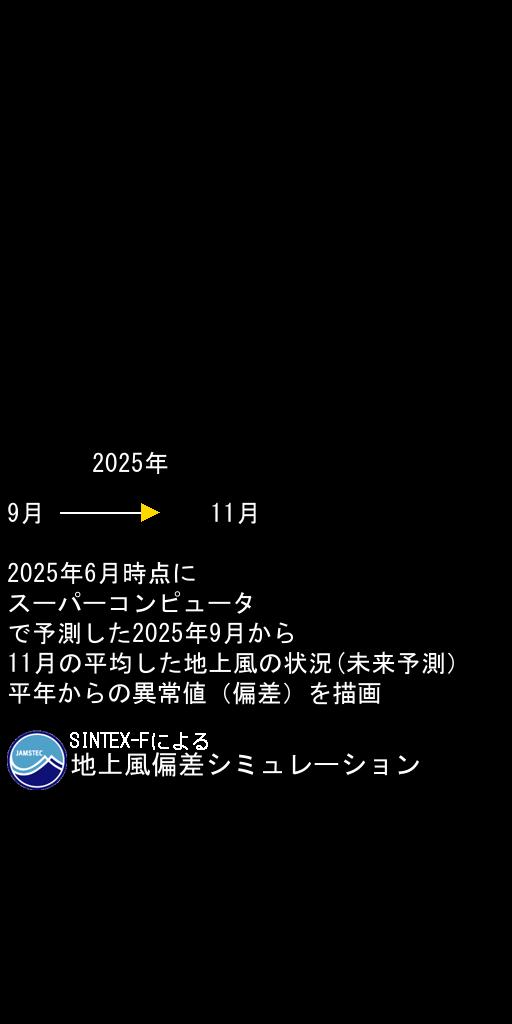 2025年
9月 11月
2025年6月時点に
スーパーコンピュータ
で予測した2025年9月から
11月の平均した地上風の状況(未来予測)
平年からの異常値（偏差）を描画
JAMSTEC
SINTEX-Fによる
地上風偏差シミュレーション